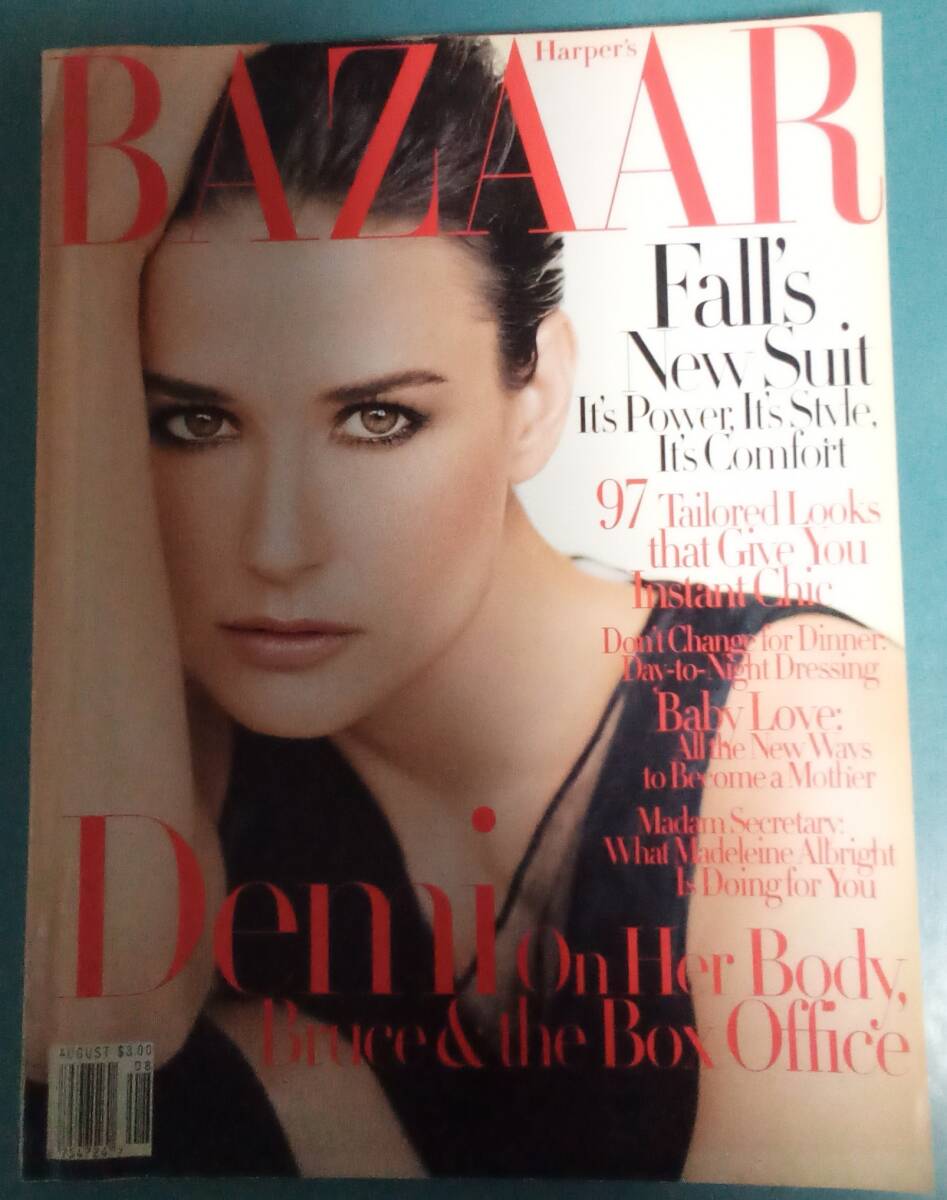 Harper's
BAZAAR
Fall's
New Suit
It's Power, It's Style,
It's Comfort
97 Tailored Looks
that Give You
Instant Chic
Don't Change for Dinner:
Day-to-Night Dressing
Baby Love:
All the New Ways
to Become a Mother
Madam Secretary:
What Madeleine Albright
Is Doing for You
Demi On Her Body,
Bruce & the Box Office
AUGUST $3.00
08